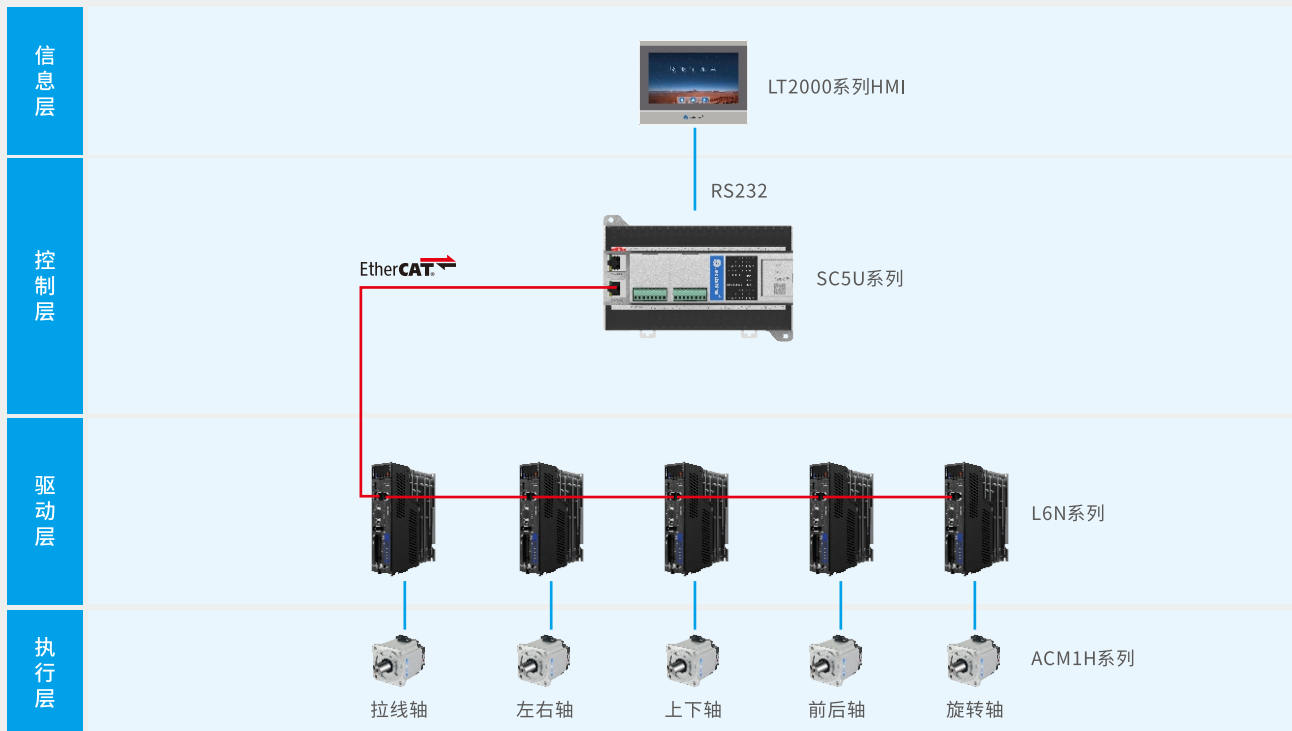 信息层
LT2000系列HMI
RS232
控制层
EtherCAT
SC5U系列
驱动层
L6N系列
执行层
ACM1H系列
拉线轴
左右轴
上下轴
前后轴
旋转轴